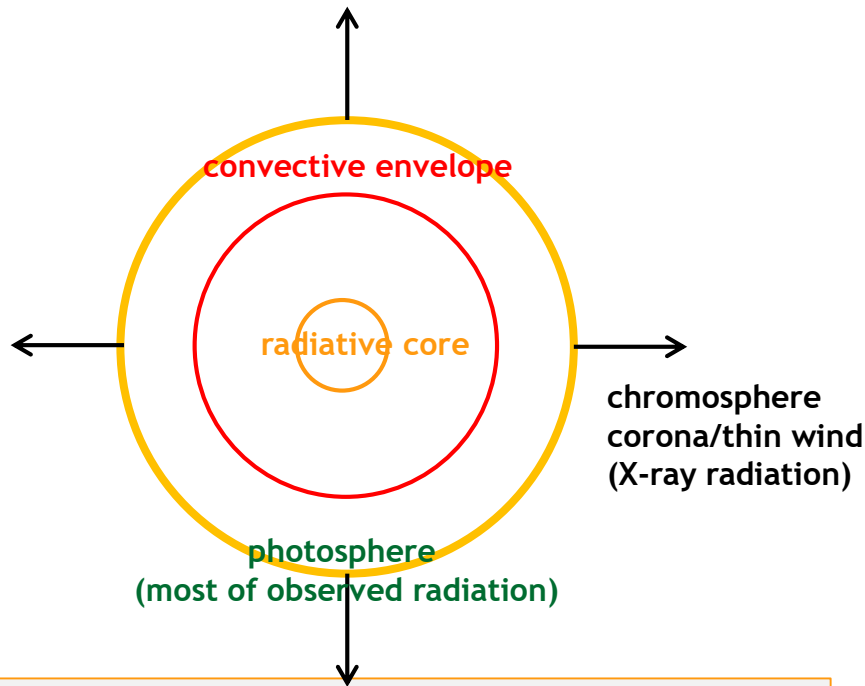 convective envelope
radiative core
chromosphere
corona/thin wind
(X-ray radiation)
photosphere
(most of observed radiation)